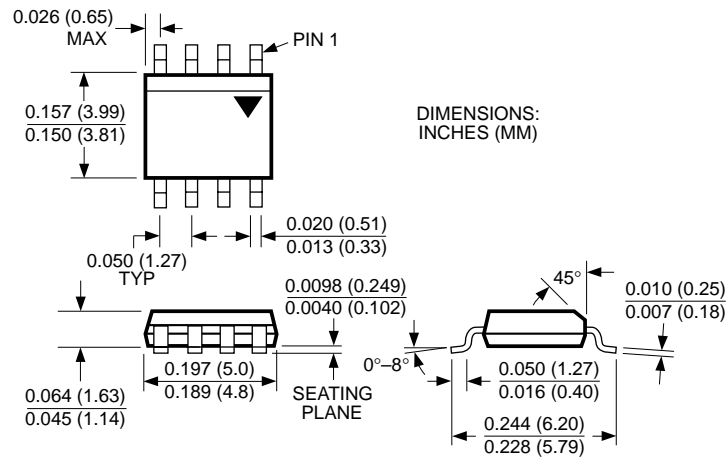 0.026 (0.65)
MAX
PIN 1
0.157 (3.99)
0.150 (3.81)
DIMENSIONS:
INCHES (MM)
0.050 (1.27)
TYP
0.020 (0.51)
0.013 (0.33)
0.0098 (0.249)
0.0040 (0.102)
45°
0.010 (0.25)
0.007 (0.18)
0.064 (1.63)
0.045 (1.14)
0.197 (5.0)
0.189 (4.8)
SEATING
PLANE
0°–8°
0.050 (1.27)
0.016 (0.40)
0.244 (6.20)
0.228 (5.79)